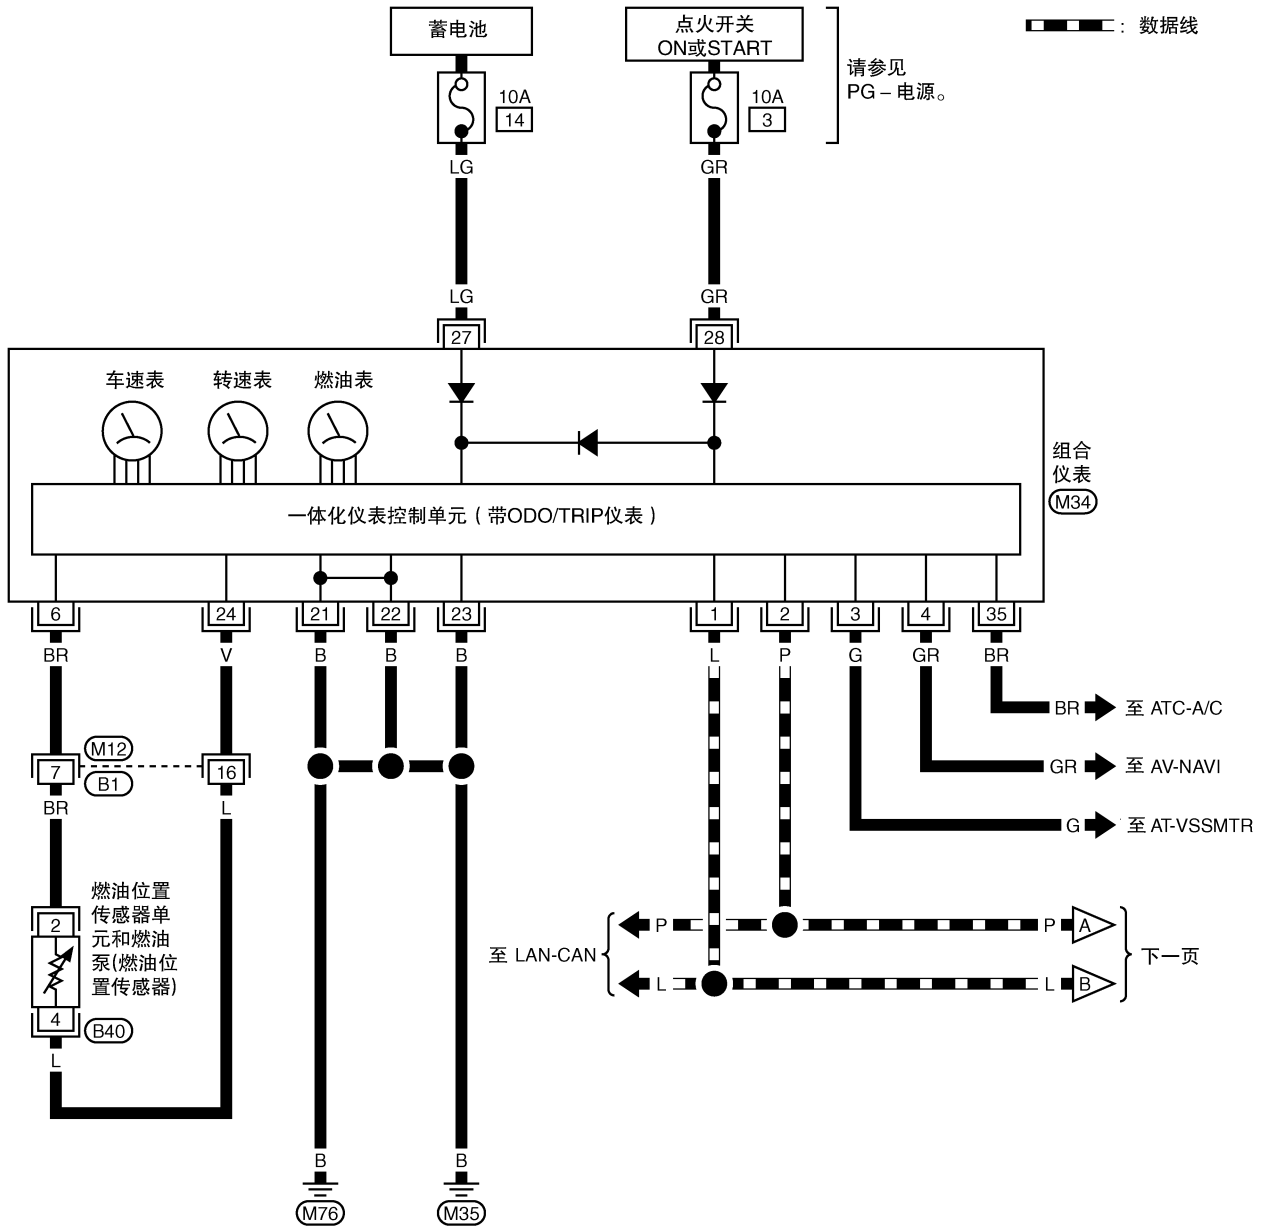 蓄电池
点火开关
ON或START
: 数据线
请参见
PG – 电源。
10A
14
10A
3
LG
GR
LG
GR
27
28
车速表
转速表
燃油表
组合
仪表
M34
一体化仪表控制单元（带ODO/TRIP仪表）
6
24
21
22
23
1
2
3
4
35
BR
V
B
B
B
L
P
G
GR
BR
BR
至 ATC-A/C
M12
7
16
B1
GR
至 AV-NAVI
BR
L
G
至 AT-VSSMTR
燃油位置
传感器单
元和燃油
泵(燃油位
置传感器)
2
4
B40
L
至 LAN-CAN
P
P
A
L
L
B
下一页
B
B
M76
M35